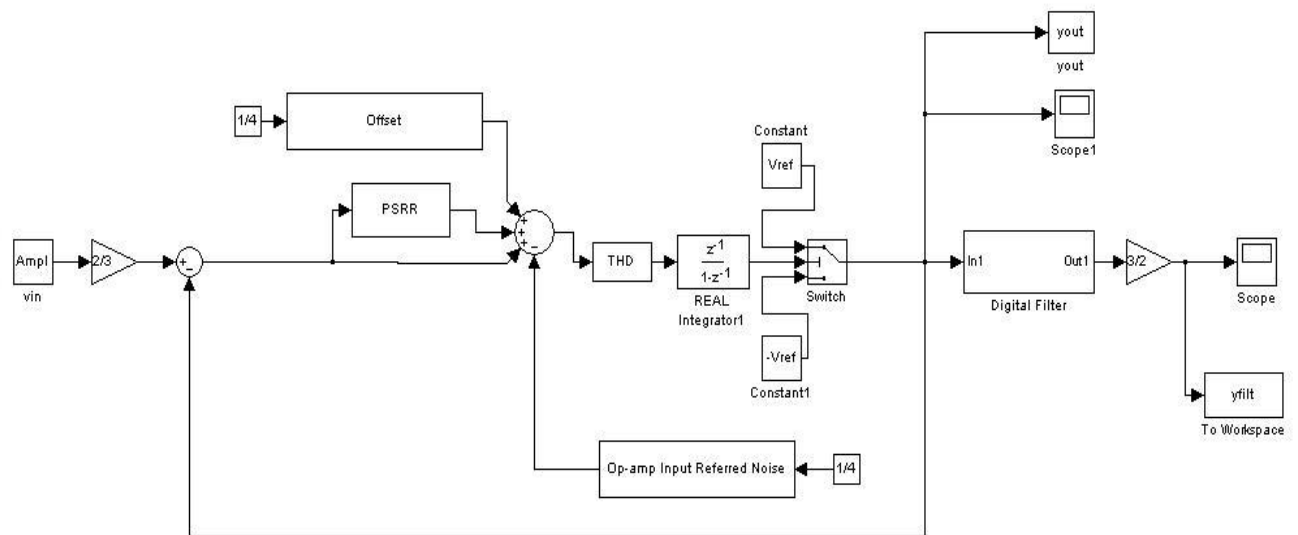 yout
yout
1/4
Offset
Constant
Vref
Scope1
PSRR
+
+
+
−
Ampl
vin
2/3
+
−
THD
z-1
1-z-1
REAL
Integrator1
Switch
In1
Out1
Digital Filter
3/2
Scope
-Vref
Constant1
yfilt
To Workspace
Op-amp Input Referred Noise
1/4